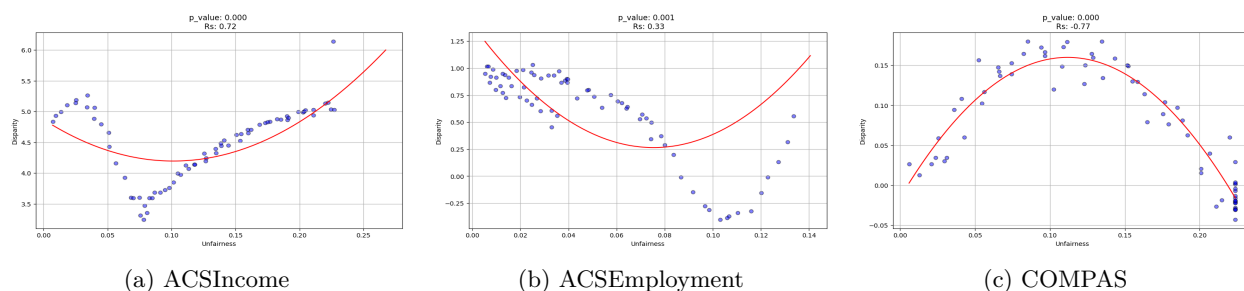 p_value: 0.000
Rs: 0.72
6.0
5.5
5.0
4.5
4.0
3.5
Disparity
0.00 0.05 0.10 0.15 0.20 0.25
Unfairness
(a) ACSIncome
p_value: 0.001
Rs: 0.33
1.25
1.00
0.75
0.50
0.25
0.00
−0.25
Disparity
0.00 0.02 0.04 0.06 0.08 0.10 0.12 0.14
Unfairness
(b) ACSEmployment
p_value: 0.000
Rs: -0.77
0.15
0.10
0.05
0.00
−0.05
Disparity
0.00 0.05 0.10 0.15 0.20
Unfairness
(c) COMPAS